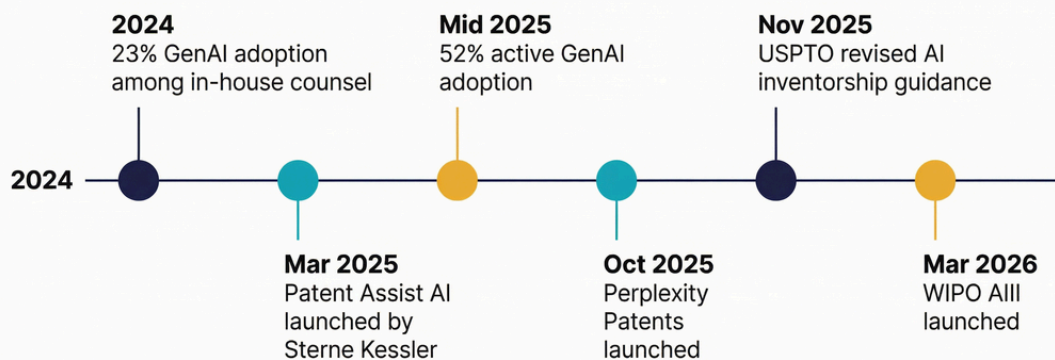 2024
23% GenAI adoption
among in-house counsel
Mid 2025
52% active GenAI
adoption
Nov 2025
USPTO revised AI
inventorship guidance
2024
Mar 2025
Patent Assist AI
launched by
Sterne Kessler
Oct 2025
Perplexity
Patents
launched
Mar 2026
WIPO AIII
launched